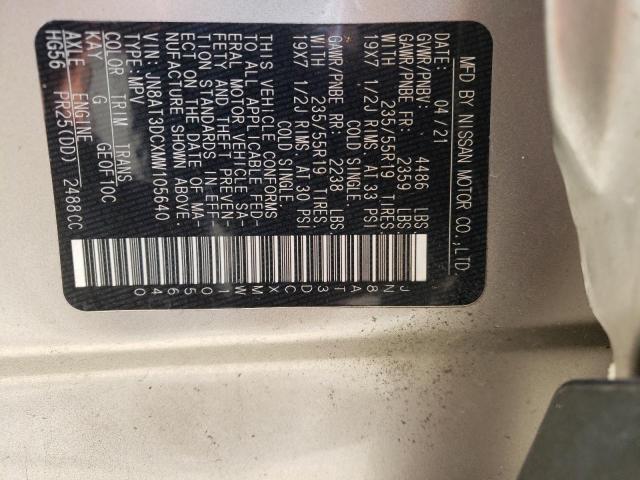 MFD BY NISSAN MOTOR CO.,LTD.
DATE: 04/21
GVWR/PNBV: 4486 LBS.
GAWR/PNBE FR: 2359 LBS.
WITH 235/55R19 TIRES.
19X7 1/2J RIMS. AT 33 PSI
COLD SINGLE.
GAWR/PNBE RR: 2238 LBS.
WITH 235/55R19 TIRES.
19X7 1/2J RIMS. AT 30 PSI
COLD SINGLE.
THIS VEHICLE CONFORMS
TO ALL APPLICABLE FED-
ERAL MOTOR VEHICLE SA-
FETY AND THEFT PREVEN-
TION STANDARDS IN EFF
ECT ON THE DATE OF MA-
NUFACTURE SHOWN ABOVE.
VIN: JN8AT3DCXMW105640
TYPE: MPV
COLOR TRIM TRANS
KAY G GE0F10C
AXLE ENGINE
HG56 PR25(DD) 2488CC
JN8AT3DCXMW105640